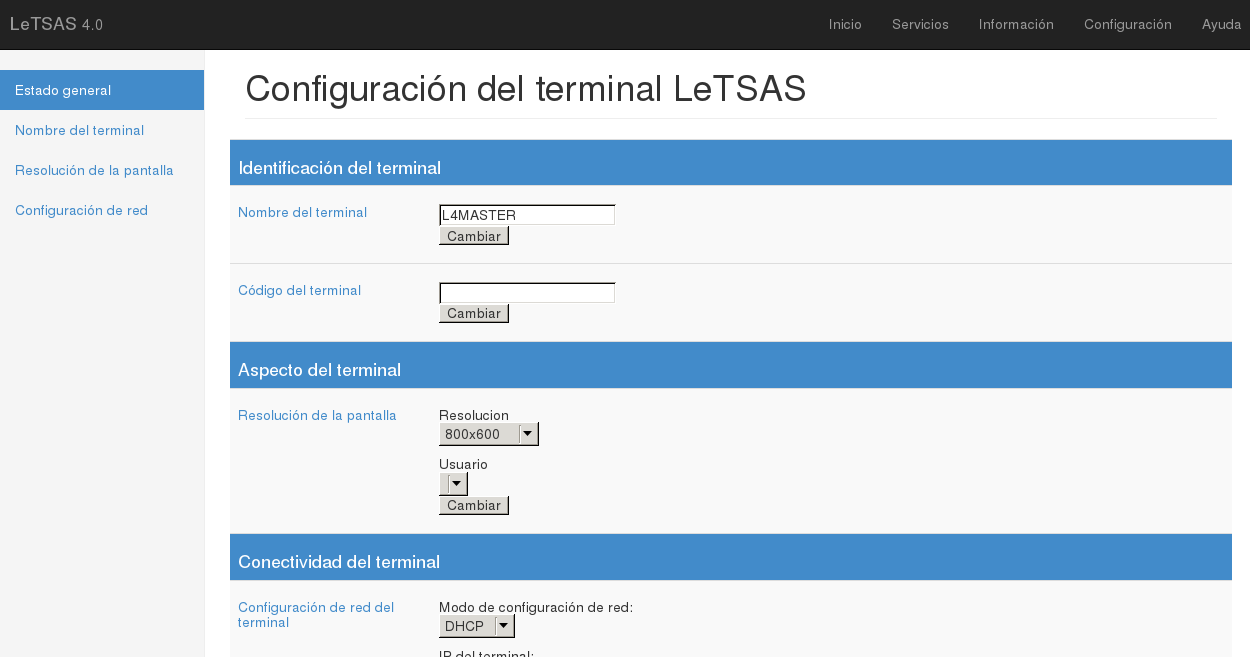 LeTSAS 4.0
Inicio Servicios Información Configuración Ayuda
Estado general
Nombre del terminal
Resolución de la pantalla
Configuración de red
Configuración del terminal LeTSAS
Identificación del terminal
Nombre del terminal
L4MASTER
Cambiar
Código del terminal
Cambiar
Aspecto del terminal
Resolución de la pantalla
Resolucion
800x600
Usuario
Cambiar
Conectividad del terminal
Configuración de red del
terminal
Modo de configuración de red:
DHCP
IP del terminal: